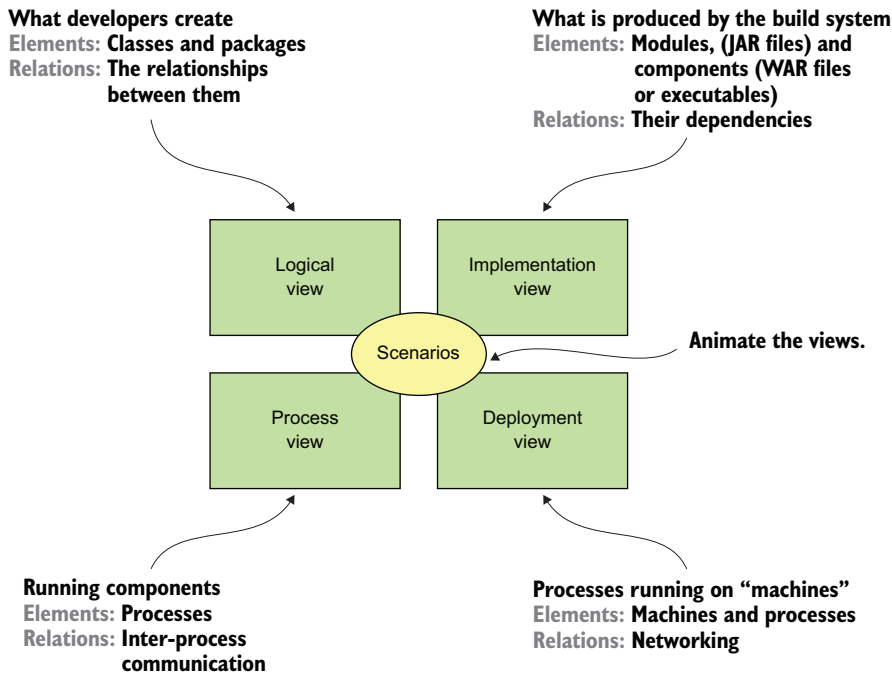 What developers create
Elements: Classes and packages
Relations: The relationships
between them
What is produced by the build system
Elements: Modules, (JAR files) and
components (WAR files
or executables)
Relations: Their dependencies
Logical
view
Implementation
view
Scenarios
Animate the views.
Process
view
Deployment
view
Running components
Elements: Processes
Relations: Inter-process
communication
Processes running on “machines”
Elements: Machines and processes
Relations: Networking